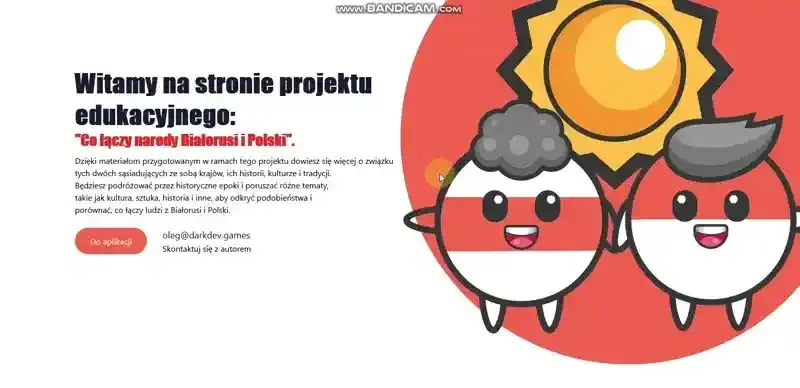 www.BANDICAM.com
Witamy na stronie projektu
edukacyjnego:
"Co łączy narody Białorusi i Polski".
Dzięki materiałom przygotowanym w ramach tego projektu dowiesz się więcej o związku
tych dwóch sąsiadujących ze sobą krajów, ich historii, kulturze i tradycji.
Będziesz podróżować przez historyczne epoki i poruszać różne tematy,
takie jak kultura, sztuka, historia i inne, aby odkryć podobieństwa i
porównać, co łączy ludzi z Białorusi i Polski.
Do aplikacji
oleg@darkdev.games
Skontaktuj się z autorem